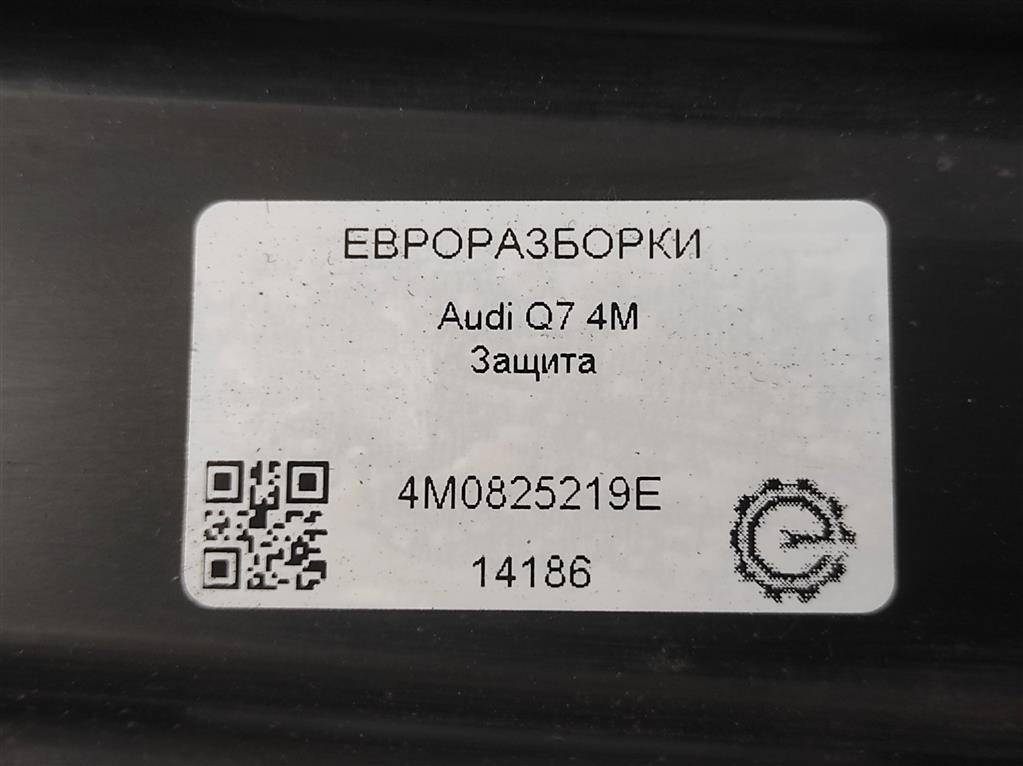 ЕВРОРАЗБОРКИ
Audi Q7 4M
Защита
4M0825219E
14186